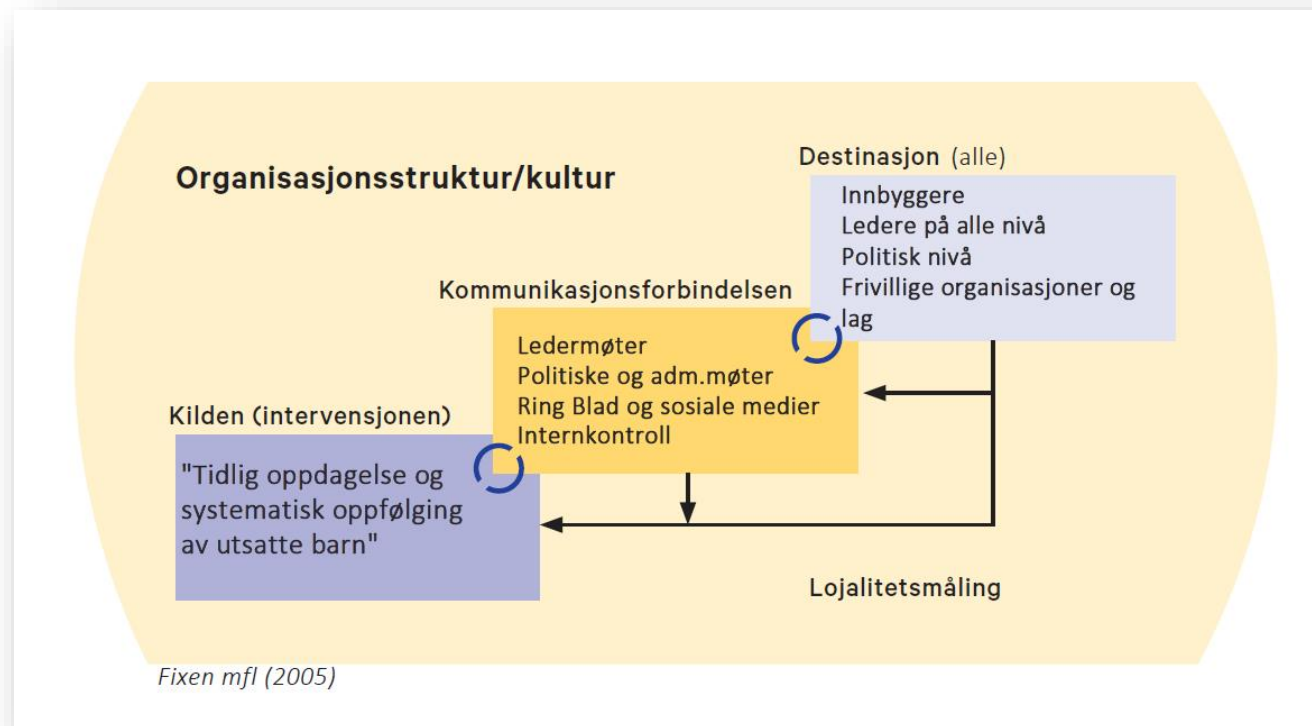 Organisasjonsstruktur/kultur
Destinasjon (alle)
Innbyggere
Ledere på alle nivå
Politisk nivå
Frivillige organisasjoner og
lag
Kommunikasjonsforbindelsen
Ledermøter
Politiske og adm.møter
Ring Blad og sosiale medier
Internkontroll
Kilden (intervensjonen)
"Tidlig oppdagelse og
systematisk oppfølging
av utsatte barn"
Lojalitetsmåling
Fixen mfl (2005)